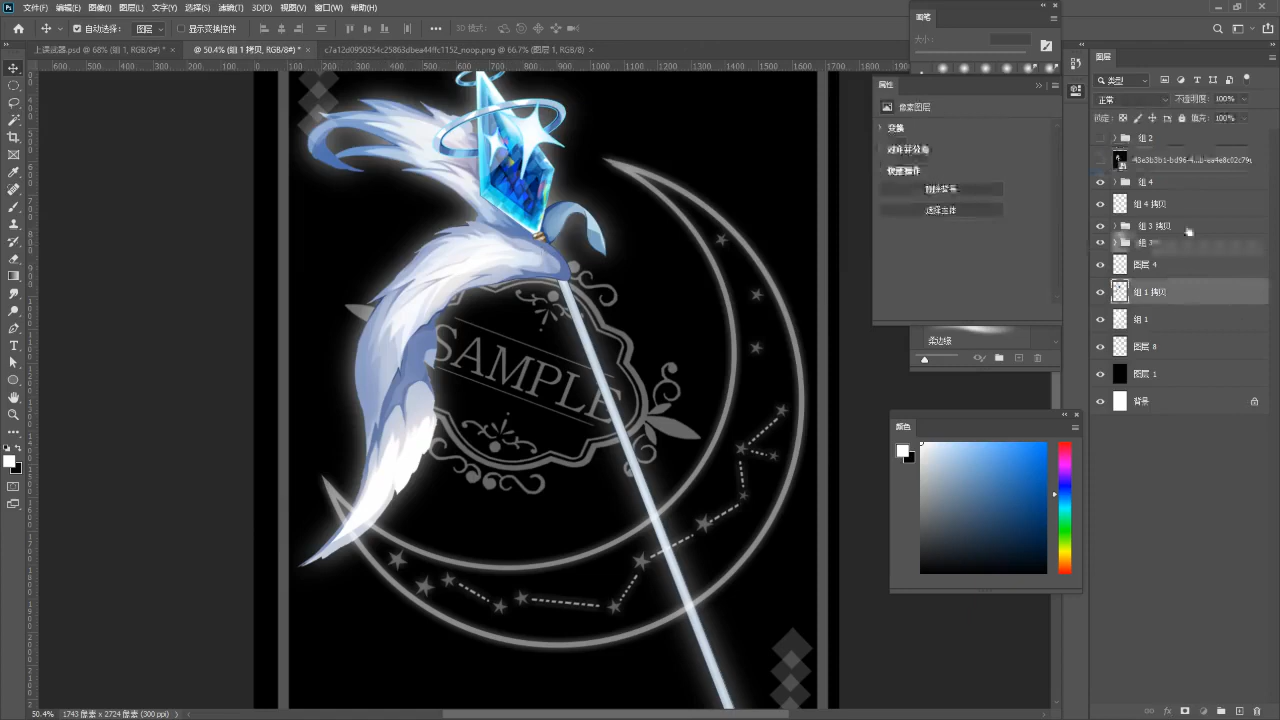 文件(F) 编辑(E) 图像(I) 图层(L) 文字(Y) 选择(S) 滤镜(T) 3D(D) 视图(V) 窗口(W) 帮助(H)
自动选择: 图层 显示变换控件 3D 模式:
上课武器.psd @ 68% (组 1, RGB/8#) * @ 50.4% (组 1 拷贝, RGB/8#) * c7a12d0950354c25863dbea44ffc1152_noop.png @ 66.7% (图层 1, RGB/8)
画笔
大小:
属性
像素图层
变换
对齐并分布
快速操作
删除背景
选择主体
柔边缘
颜色
图层
类型
正常 不透明度: 100%
锁定: 填充: 100%
组 2
组 4
组 4 拷贝
组 3 拷贝
图层 4
组 1 拷贝
组 1
图层 8
图层 1
背景
SAMPLE
50.4% 1743 像素 x 2724 像素 (300 ppi)